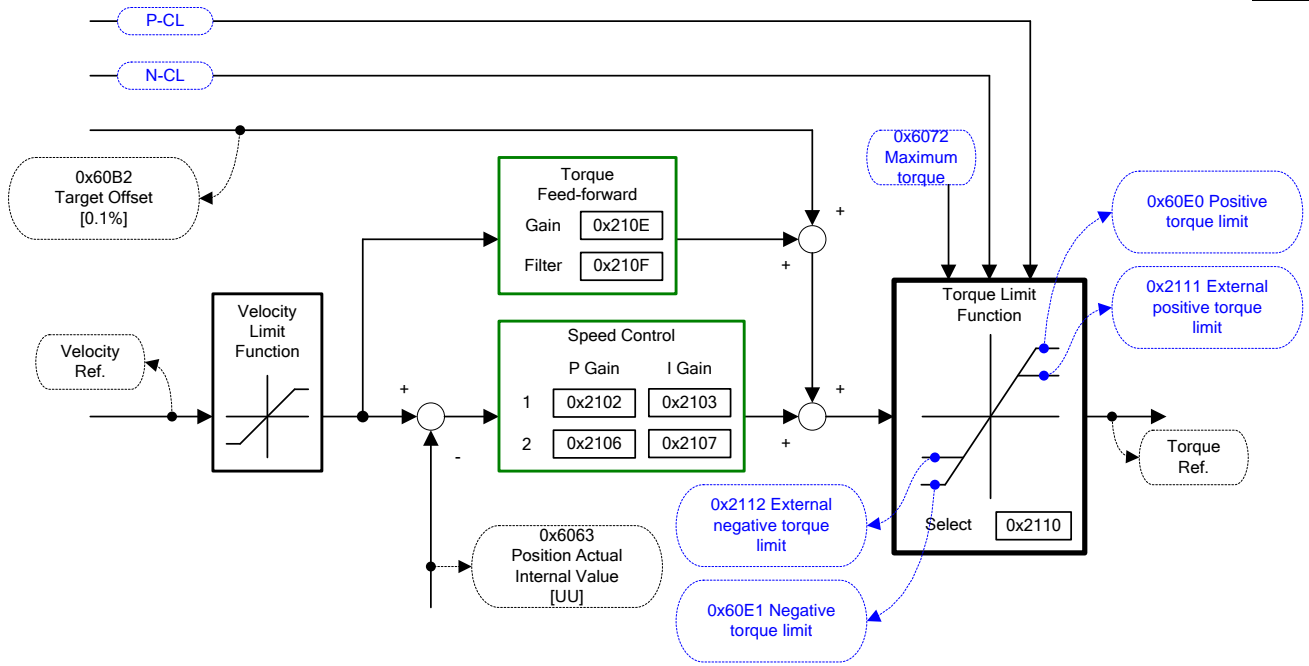 P-CL
N-CL
0x60B2
Target Offset
[0.1%]
Torque
Feed-forward
Gain 0x210E
Filter 0x210F
0x6072
Maximum
torque
0x60E0 Positive
torque limit
0x2111 External
positive torque
limit
Velocity
Ref.
Velocity
Limit
Function
+
-
Speed Control
P Gain I Gain
1 0x2102 0x2103
2 0x2106 0x2107
+
+
+
+
Torque Limit
Function
Select 0x2110
Torque
Ref.
0x2112 External
negative torque
limit
0x60E1 Negative
torque limit
0x6063
Position Actual
Internal Value
[UU]